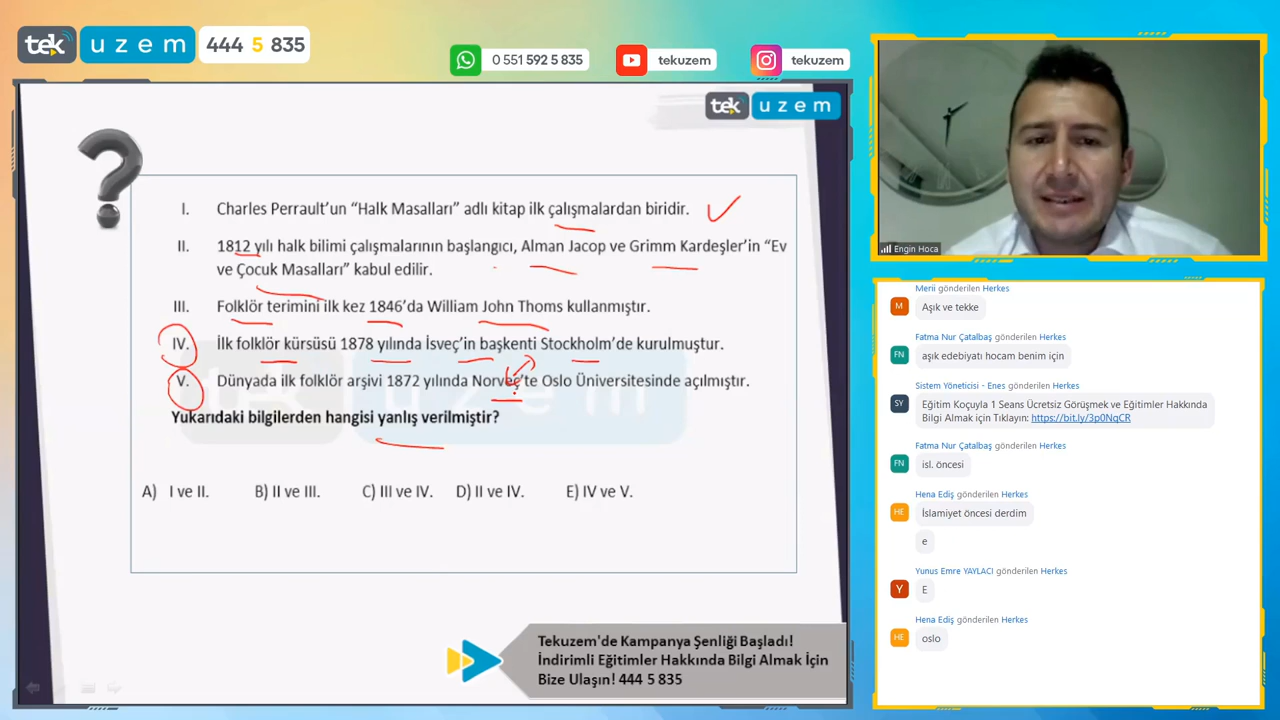 tek uzem 444 5 835
0 551 592 5 835
tekuzem
tekuzem
tek uzem
I. Charles Perrault’un “Halk Masalları” adlı kitap ilk çalışmalardan biridir.
II. 1812 yılı halk bilimi çalışmalarının başlangıcı, Alman Jacop ve Grimm Kardeşler’in “Ev
ve Çocuk Masalları” kabul edilir.
III. Folklör terimini ilk kez 1846’da William John Thoms kullanmıştır.
IV. İlk folklör kürsüsü 1878 yılında İsveç’in başkenti Stockholm’de kurulmuştur.
V. Dünyada ilk folklör arşivi 1872 yılında Norveç’te Oslo Üniversitesinde açılmıştır.
Yukarıdaki bilgilerden hangisi yanlış verilmiştir?
A) I ve II. B) II ve III. C) III ve IV. D) II ve IV. E) IV ve V.
Tekuzem'de Kampanya Şenliği Başladı!
İndirimli Eğitimler Hakkında Bilgi Almak İçin
Bize Ulaşın! 444 5 835
Engin Hoca
Merii gönderilen Herkes
M Aşık ve tekke
Fatma Nur Çatalbaş gönderilen Herkes
FN aşık edebiyatı hocam benim için
Sistem Yöneticisi - Enes gönderilen Herkes
SY Eğitim Koçuyla 1 Seans Ücretsiz Görüşmek ve Eğitimler Hakkında
Bilgi Almak için Tıklayın: https://bit.ly/3p0NqCR
Fatma Nur Çatalbaş gönderilen Herkes
FN isl. öncesi
Hena Ediş gönderilen Herkes
HE İslamiyet öncesi derdim
e
Yunus Emre YAYLACI gönderilen Herkes
Y E
Hena Ediş gönderilen Herkes
HE oslo